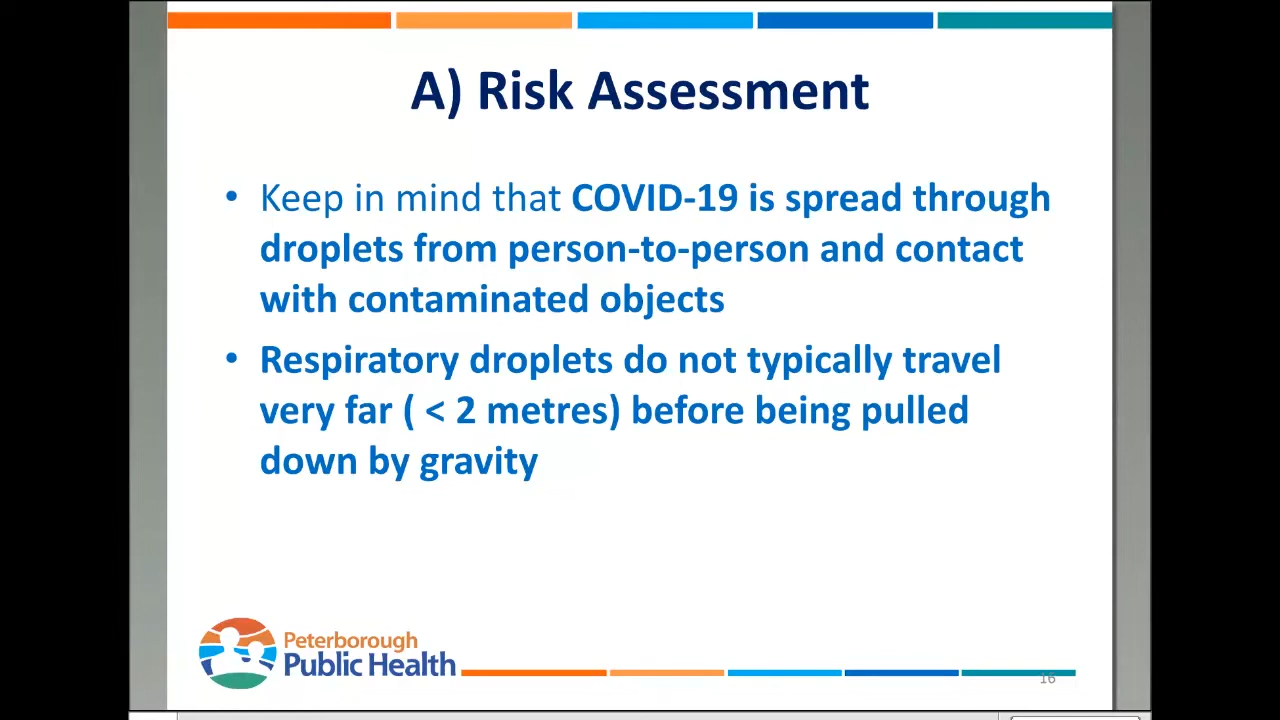 A) Risk Assessment
• Keep in mind that COVID-19 is spread through
droplets from person-to-person and contact
with contaminated objects
• Respiratory droplets do not typically travel
very far ( < 2 metres) before being pulled
down by gravity
Peterborough
Public Health
16